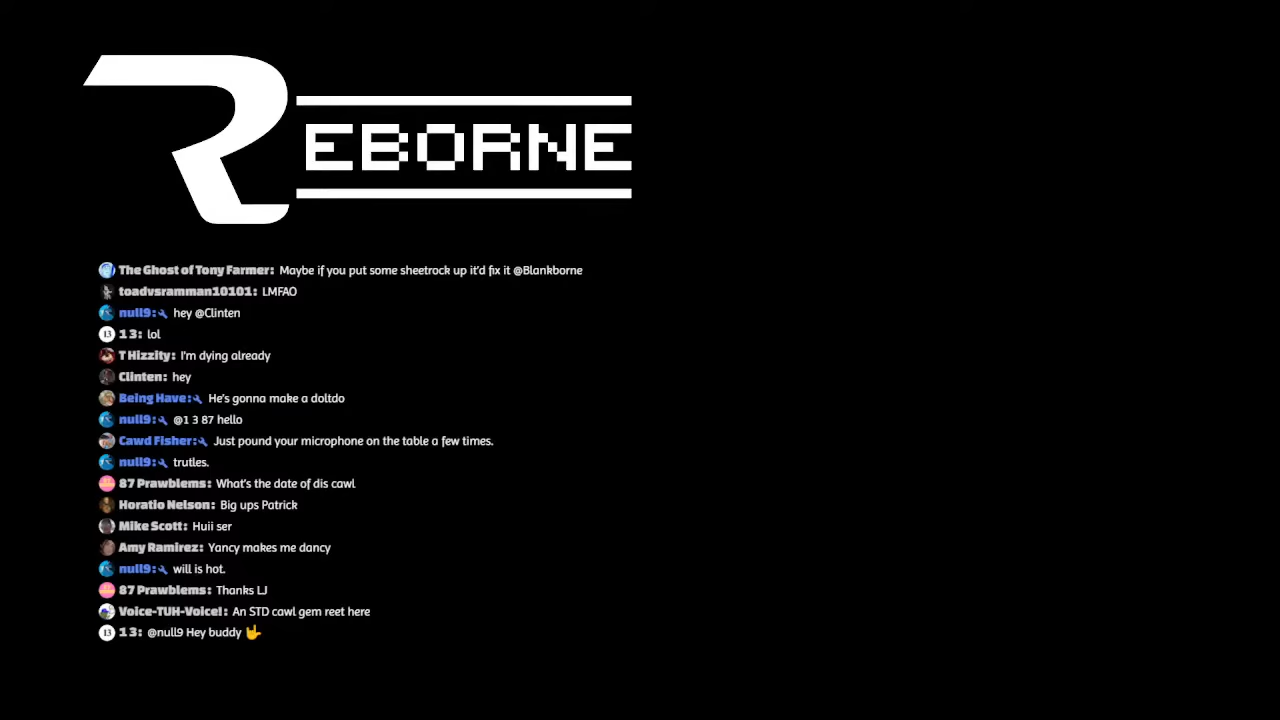 REBORNE
The Ghost of Tony Farmer: Maybe if you put some sheetrock up it'd fix it @Blankborne
toadvsramman10101: LMFAO
null9: hey @Clinten
13 1 3: lol
T Hizzity: I'm dying already
Clinten: hey
Being Have: He's gonna make a doltdo
null9: @1 3 87 hello
Cawd Fisher: Just pound your microphone on the table a few times.
null9: trutles.
87 Prawblems: What's the date of dis cawl
Horatio Nelson: Big ups Patrick
Mike Scott: Huii ser
Amy Ramirez: Yancy makes me dancy
null9: will is hot.
87 Prawblems: Thanks LJ
Voice-TUH-Voice!: An STD cawl gem reet here
13 1 3: @null9 Hey buddy 🤟